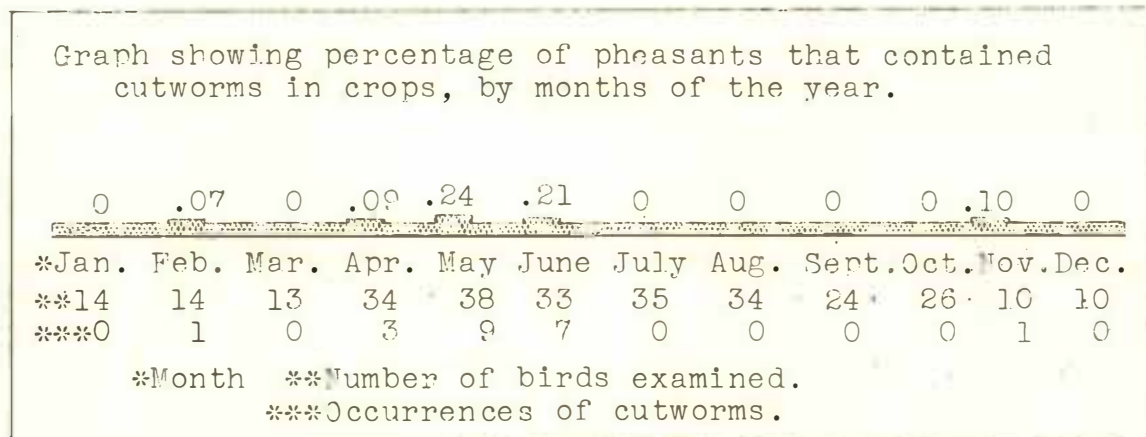 Graph showing percentage of pheasants that contained
cutworms in crops, by months of the year.
0 .07 0 .09 .24 .21 0 0 0 0 .10 0
*Jan. Feb. Mar. Apr. May June July Aug. Sept. Oct. Nov. Dec.
**14 14 13 34 38 33 35 34 24 26 10 10
***0 1 0 3 9 7 0 0 0 0 1 0
*Month **Number of birds examined.
***Occurrences of cutworms.